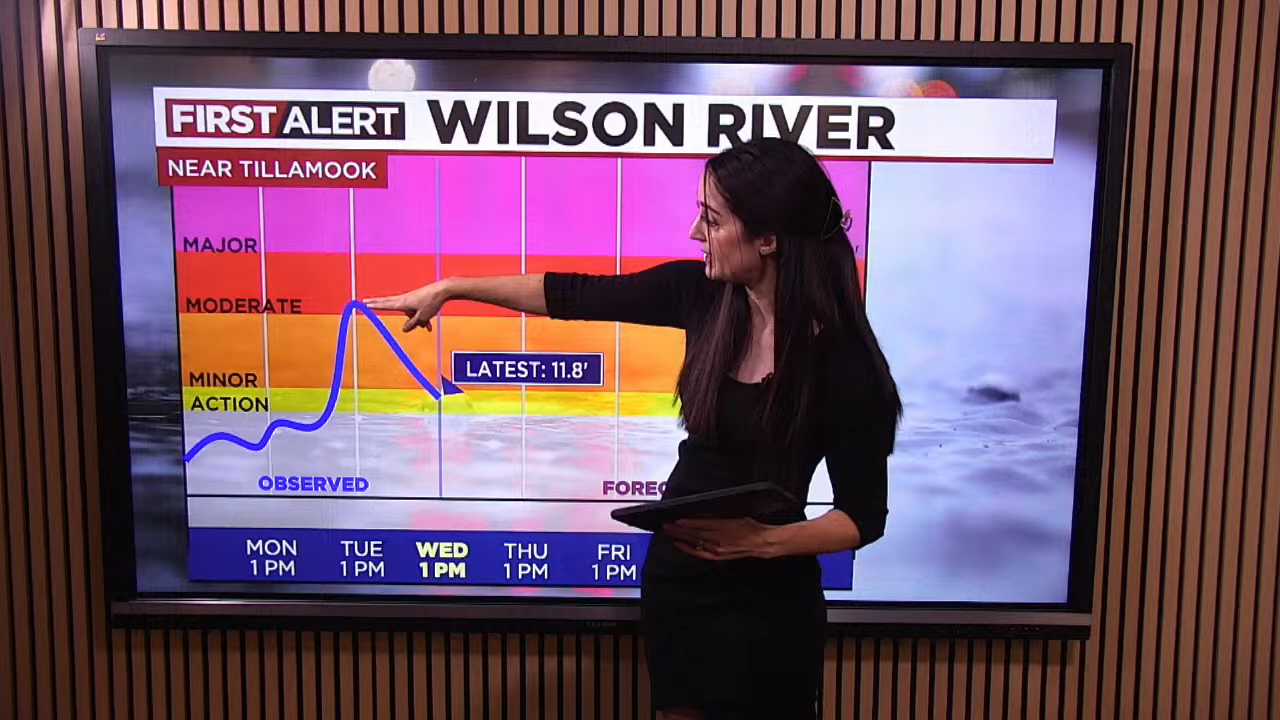 FIRST ALERT WILSON RIVER
NEAR TILLAMOOK
MAJOR
MODERATE
MINOR
LATEST: 11.8'
ACTION
OBSERVED
MON TUE WED THU FRI
1 PM 1 PM 1 PM 1 PM 1 PM